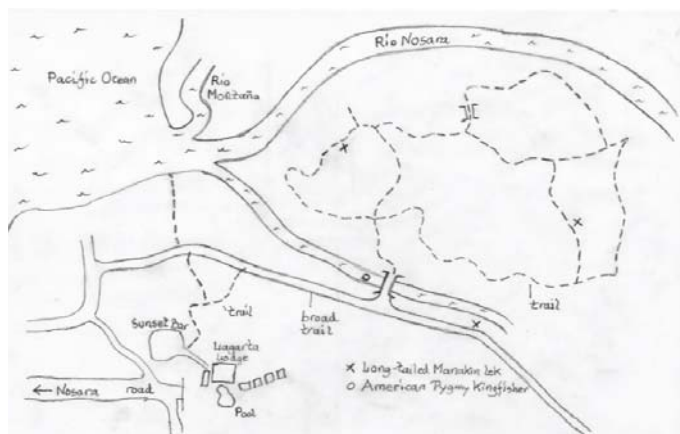 Pacific Ocean
Rio
Montaña
Rio Nosara
trail
broad
trail
trail
Sunset Bar
Lagarta
Lodge
Pool
← Nosara road
x Long-tailed Manakin lek
o American Pygmy Kingfisher